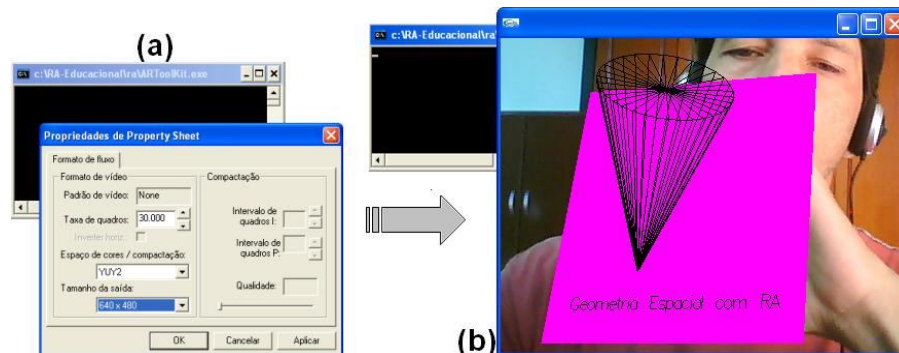 (a)
c:\RA-Educacional\ra\ARToolKit.exe
Propriedades de Property Sheet
Formato de fluxo
Formato de vídeo
Padrão de vídeo: None
Taxa de quadros: 30.000
Inverter horiz.:
Espaço de cores / compactação:
YUY2
Tamanho da saída:
640 x 480
Compactação
Intervalo de
quadros I:
Intervalo de
quadros P:
Qualidade:
OK Cancelar Aplicar
c:\RA-Educacional\ra\
(b)
Geometria Espacial com RA